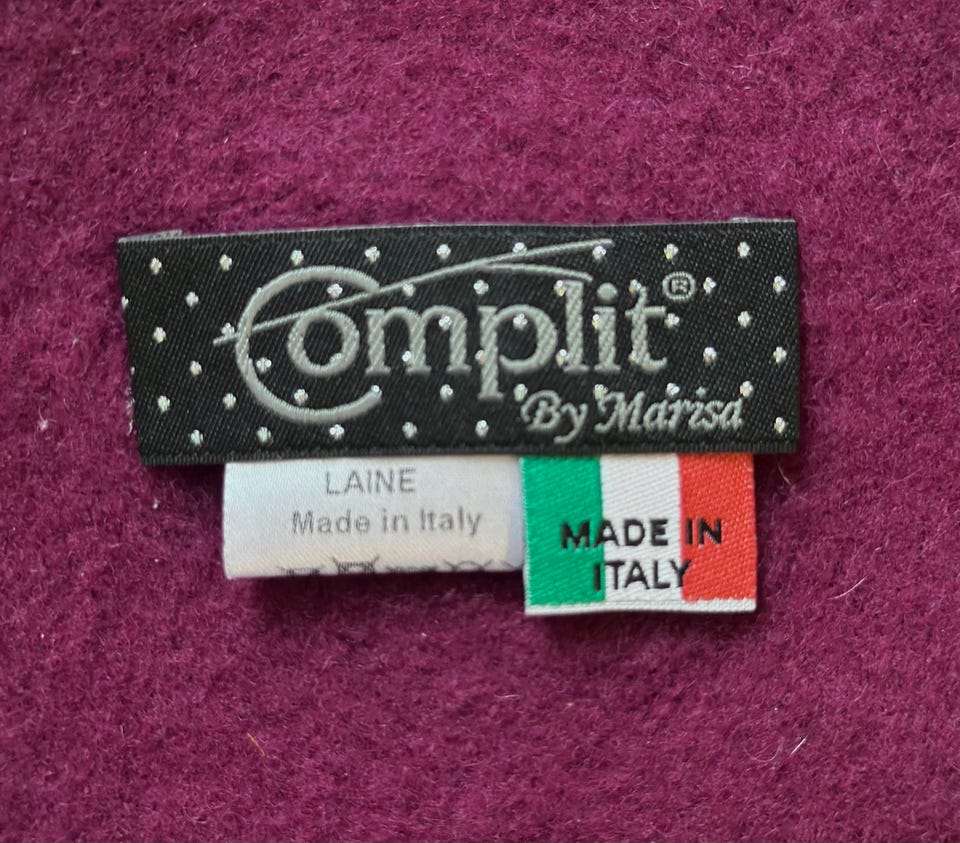 Complit®
By Marisa
LAINE
Made in Italy
MADE IN
ITALY